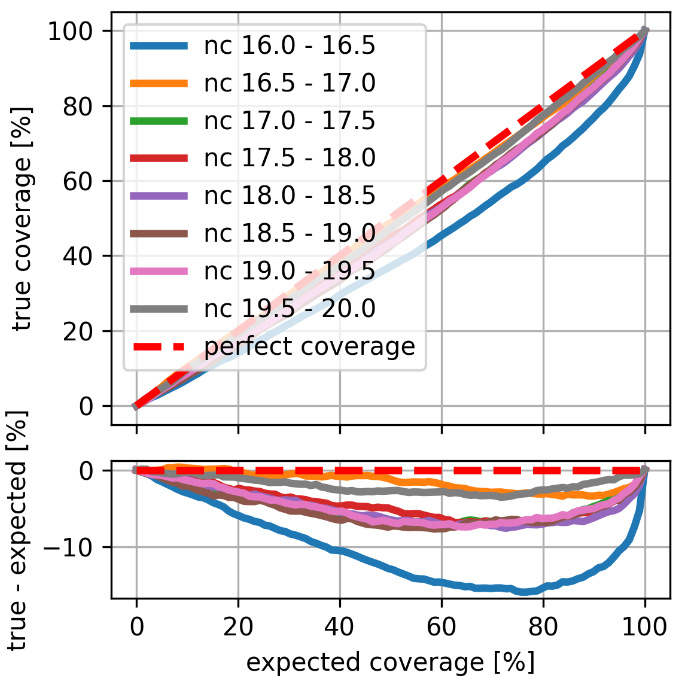 100
80
60
40
20
0
true coverage [%]
nc 16.0 - 16.5
nc 16.5 - 17.0
nc 17.0 - 17.5
nc 17.5 - 18.0
nc 18.0 - 18.5
nc 18.5 - 19.0
nc 19.0 - 19.5
nc 19.5 - 20.0
perfect coverage
0
−10
true - expected [%]
0 20 40 60 80 100
expected coverage [%]